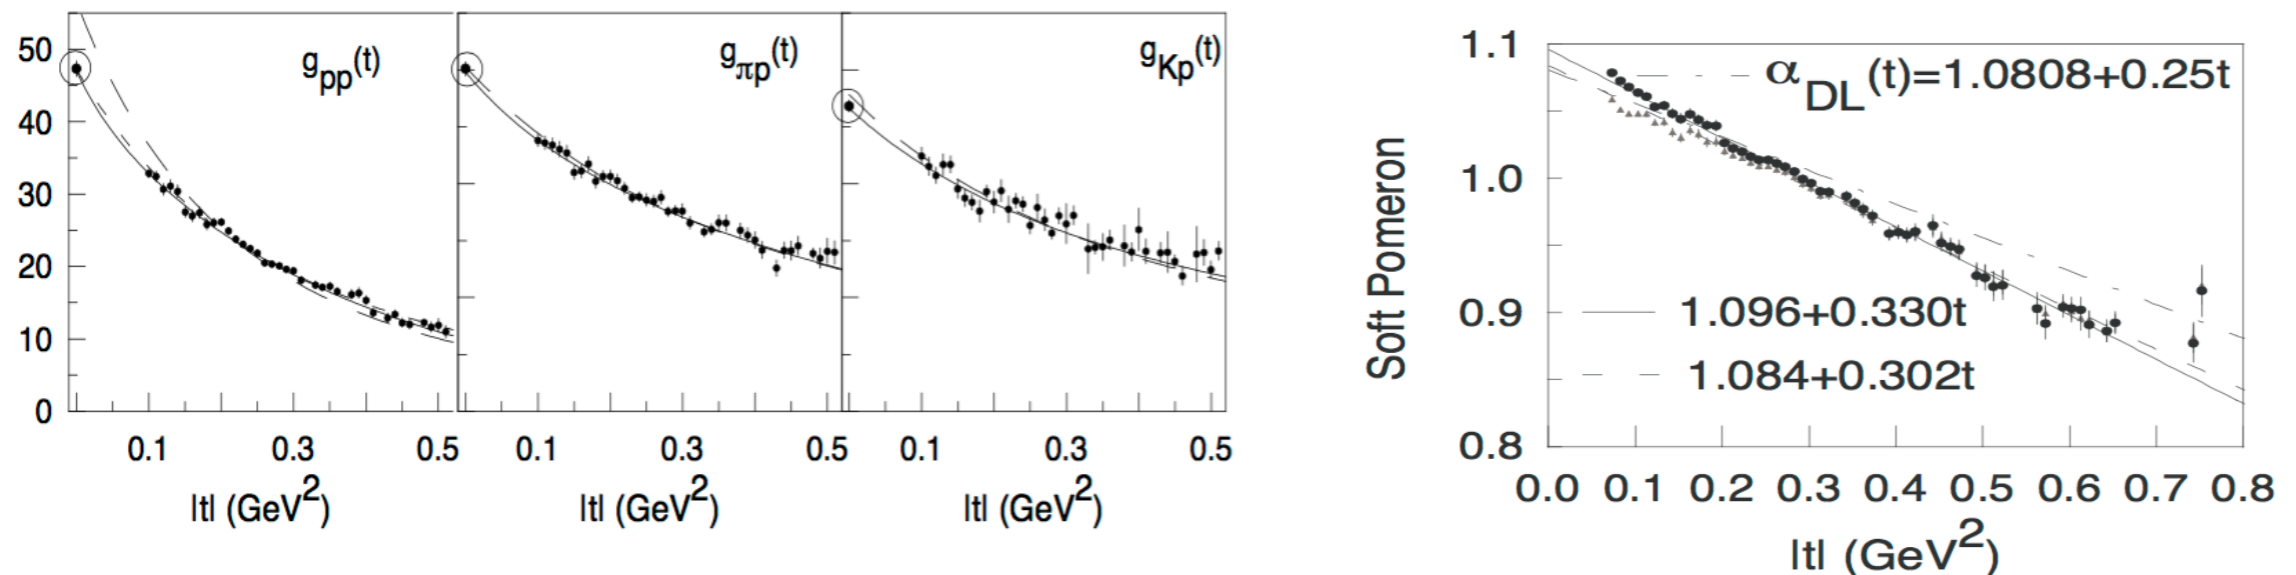 50
40
30
20
10
0
g_pp(t)
0.1 0.3 0.5
|t| (GeV²)
g_πp(t)
0.1 0.3 0.5
|t| (GeV²)
g_Kp(t)
0.1 0.3 0.5
|t| (GeV²)
Soft Pomeron
1.1
1.0
0.9
0.8
α_DL(t)=1.0808+0.25t
1.096+0.330t
1.084+0.302t
0.0 0.1 0.2 0.3 0.4 0.5 0.6 0.7 0.8
|t| (GeV²)